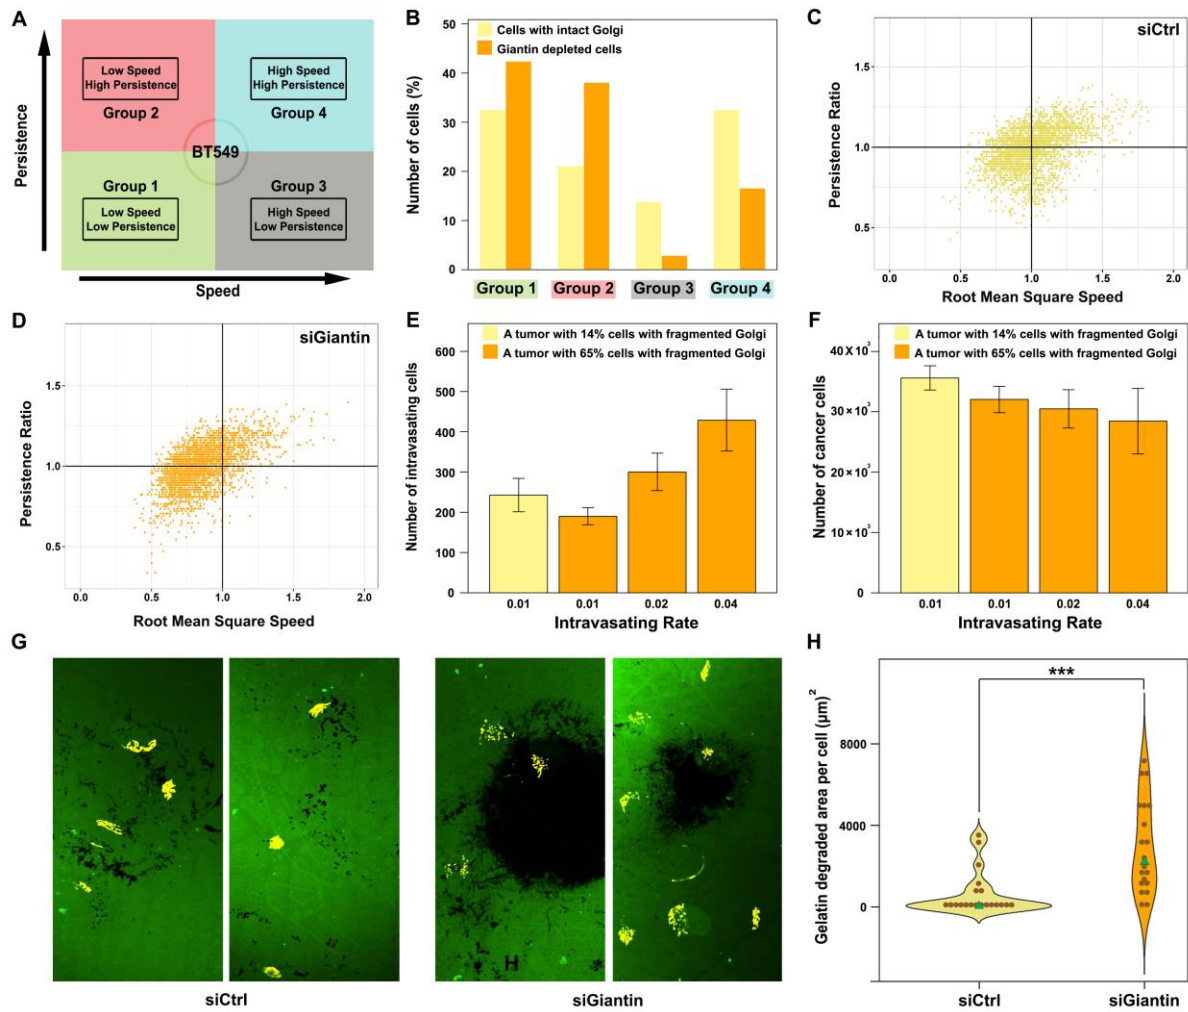 A
Persistence
Low Speed
High Persistence
Group 2
High Speed
High Persistence
Group 4
BT549
Group 1
Low Speed
Low Persistence
Group 3
High Speed
Low Persistence
Speed
B
Number of cells (%)
50
40
30
20
10
0
Cells with intact Golgi
Giantin depleted cells
Group 1 Group 2 Group 3 Group 4
C
siCtrl
Persistence Ratio
1.5
1.0
0.5
0.0 0.5 1.0 1.5 2.0
Root Mean Square Speed
D
siGiantin
Persistence Ratio
1.5
1.0
0.5
0.0 0.5 1.0 1.5 2.0
Root Mean Square Speed
E
A tumor with 14% cells with fragmented Golgi
A tumor with 65% cells with fragmented Golgi
Number of intravasating cells
600
500
400
300
200
100
0
0.01 0.01 0.02 0.04
Intravasating Rate
F
A tumor with 14% cells with fragmented Golgi
A tumor with 65% cells with fragmented Golgi
Number of cancer cells
40×10³
30×10³
20×10³
10×10³
0
0.01 0.01 0.02 0.04
Intravasating Rate
G
H
siCtrl
siGiantin
H
Gelatin degraded area per cell (µm)²
8000
4000
0
***
siCtrl siGiantin